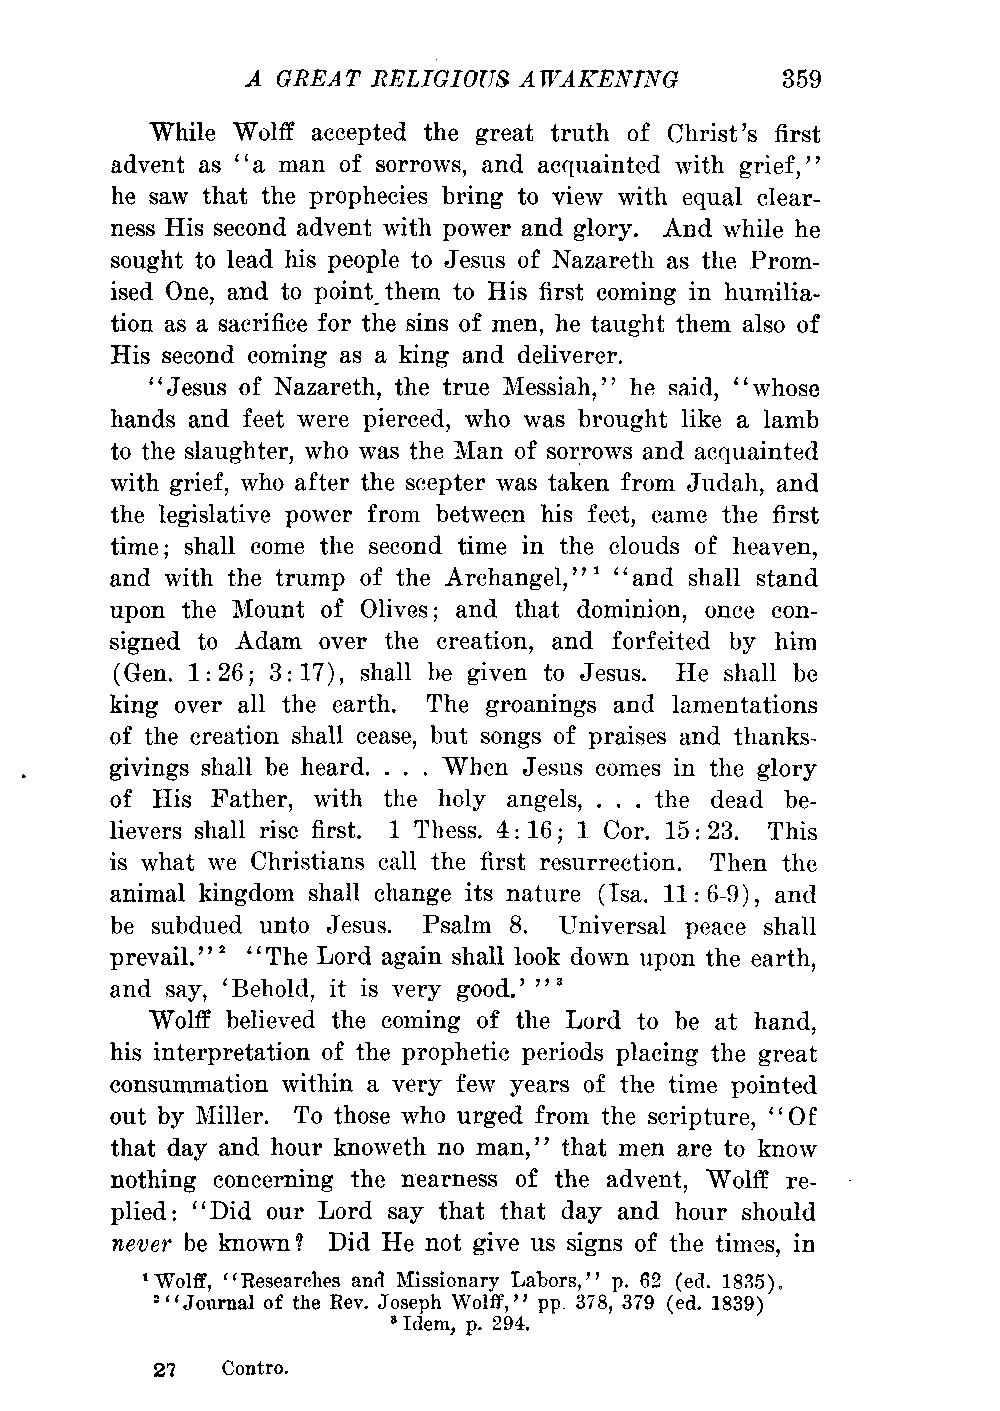 A GREAT RELIGIOUS AWAKENING 359
While Wolff accepted the great truth of Christ's first
advent as "a man of sorrows, and acquainted with grief,"
he saw that the prophecies bring to view with equal clear-
ness His second advent with power and glory. And while he
sought to lead his people to Jesus of Nazareth as the Prom-
ised One, and to point them to His first coming in humilia-
tion as a sacrifice for the sins of men, he taught them also of
His second coming as a king and deliverer.
"Jesus of Nazareth, the true Messiah," he said, "whose
hands and feet were pierced, who was brought like a lamb
to the slaughter, who was the Man of sorrows and acquainted
with grief, who after the scepter was taken from Judah, and
the legislative power from between his feet, came the first
time; shall come the second time in the clouds of heaven,
and with the trump of the Archangel,"¹ "and shall stand
upon the Mount of Olives; and that dominion, once con-
signed to Adam over the creation, and forfeited by him
(Gen. 1:26; 3:17), shall be given to Jesus. He shall be
king over all the earth. The groanings and lamentations
of the creation shall cease, but songs of praises and thanks-
givings shall be heard. . . . When Jesus comes in the glory
of His Father, with the holy angels, . . . the dead be-
lievers shall rise first. 1 Thess. 4:16; 1 Cor. 15:23. This
is what we Christians call the first resurrection. Then the
animal kingdom shall change its nature (Isa. 11:6-9), and
be subdued unto Jesus. Psalm 8. Universal peace shall
prevail."² "The Lord again shall look down upon the earth,
and say, 'Behold, it is very good.' "³
Wolff believed the coming of the Lord to be at hand,
his interpretation of the prophetic periods placing the great
consummation within a very few years of the time pointed
out by Miller. To those who urged from the scripture, "Of
that day and hour knoweth no man," that men are to know
nothing concerning the nearness of the advent, Wolff re-
plied: "Did our Lord say that that day and hour should
never be known? Did He not give us signs of the times, in
¹ Wolff, "Researches and Missionary Labors," p. 62 (ed. 1835).
² "Journal of the Rev. Joseph Wolff," pp. 378, 379 (ed. 1839)
³ Idem, p. 294.
27 Contro.